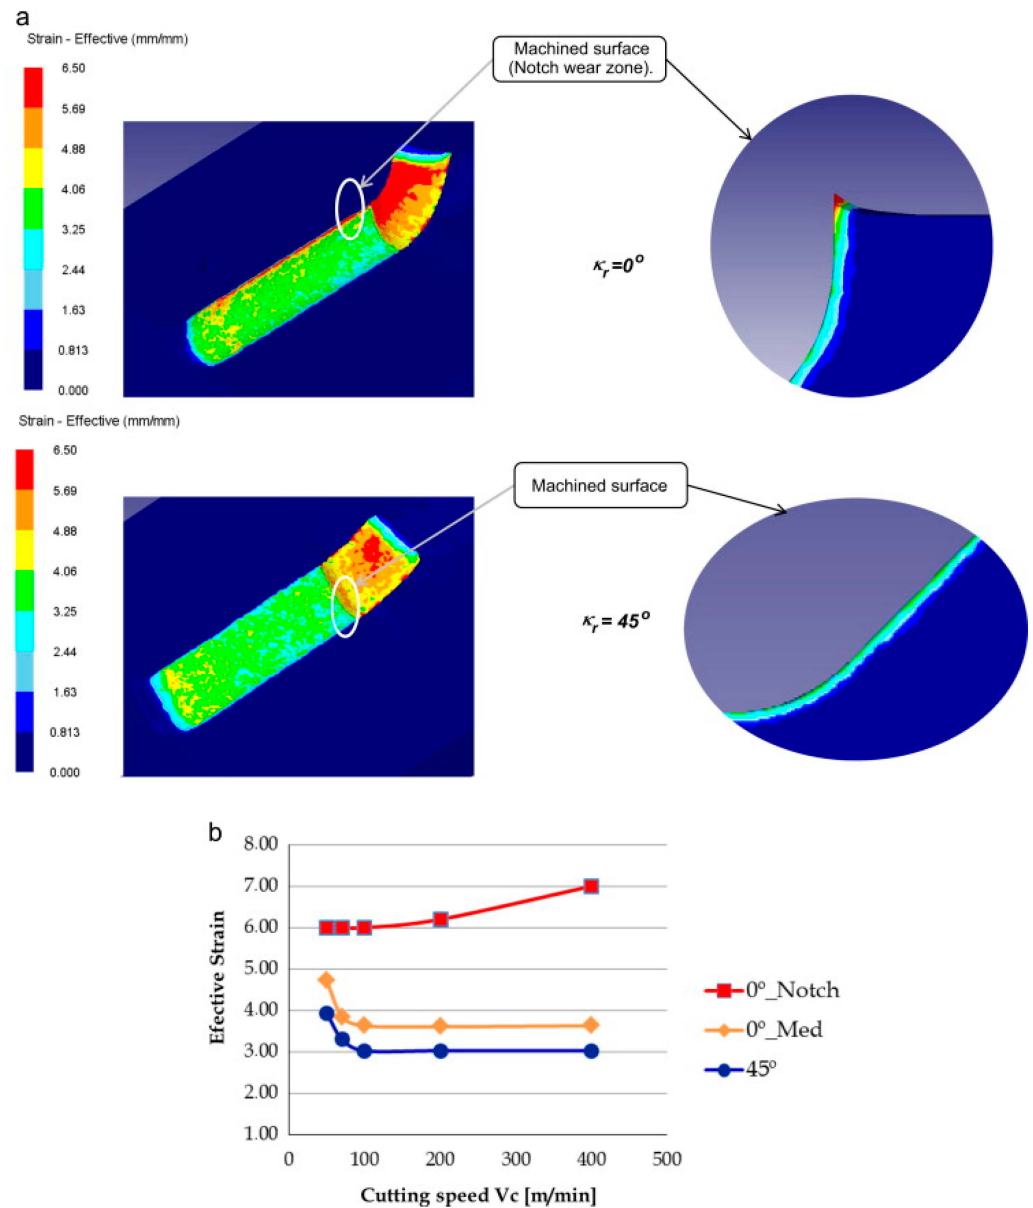 a
Strain - Effective (mm/mm)
6.50
5.69
4.88
4.06
3.25
2.44
1.63
0.813
0.000
Machined surface
(Notch wear zone).
κr=0º
Strain - Effective (mm/mm)
6.50
5.69
4.88
4.06
3.25
2.44
1.63
0.813
0.000
Machined surface
κr= 45º
b
8.00
7.00
6.00
5.00
4.00
3.00
2.00
1.00
Efective Strain
0
100
200
300
400
500
Cutting speed Vc [m/min]
0º_Notch
0º_Med
45º